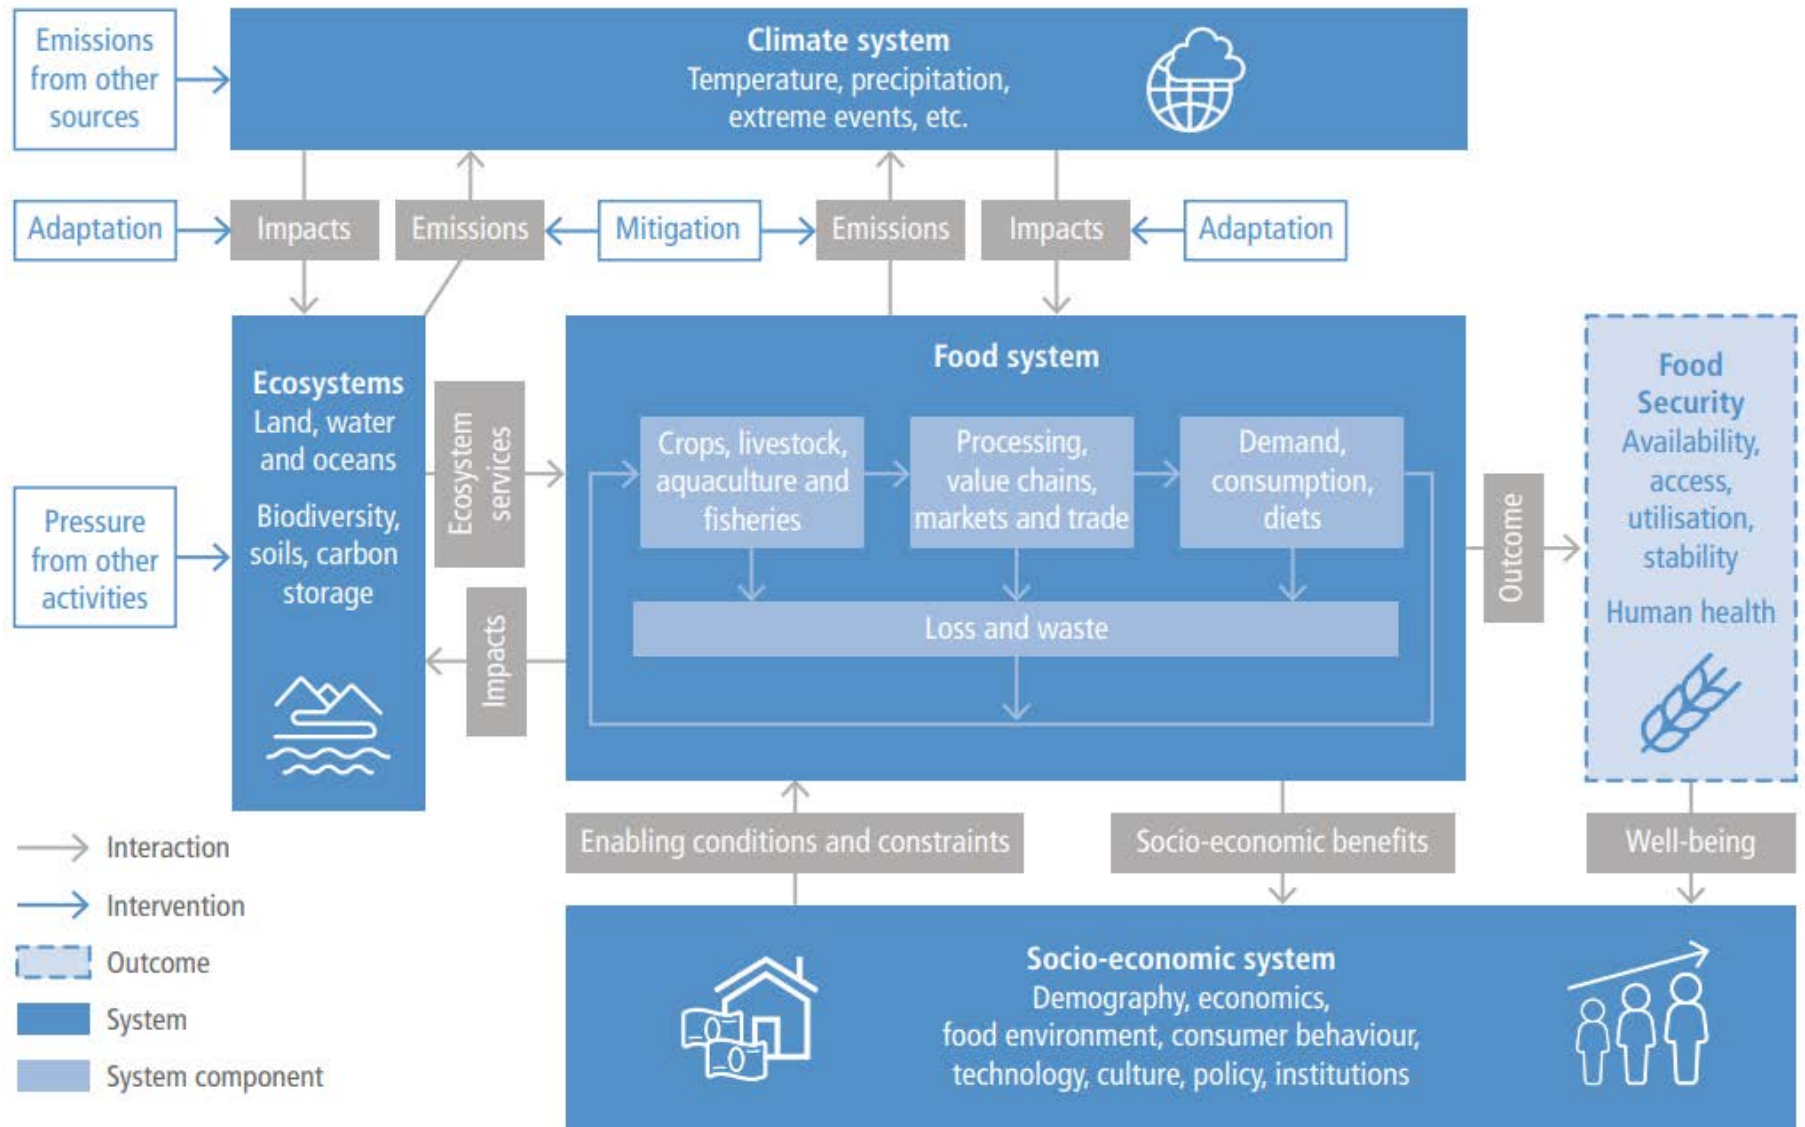 Emissions
from other
sources
Climate system
Temperature, precipitation,
extreme events, etc.
Adaptation
Impacts
Emissions
Mitigation
Emissions
Impacts
Adaptation
Ecosystems
Land, water
and oceans
Biodiversity,
soils, carbon
storage
Pressure
from other
activities
Ecosystem
services
Impacts
Food system
Crops, livestock,
aquaculture and
fisheries
Processing,
value chains,
markets and trade
Demand,
consumption,
diets
Loss and waste
Outcome
Food
Security
Availability,
access,
utilisation,
stability
Human health
Enabling conditions and constraints
Socio-economic benefits
Well-being
Socio-economic system
Demography, economics,
food environment, consumer behaviour,
technology, culture, policy, institutions
Interaction
Intervention
Outcome
System
System component